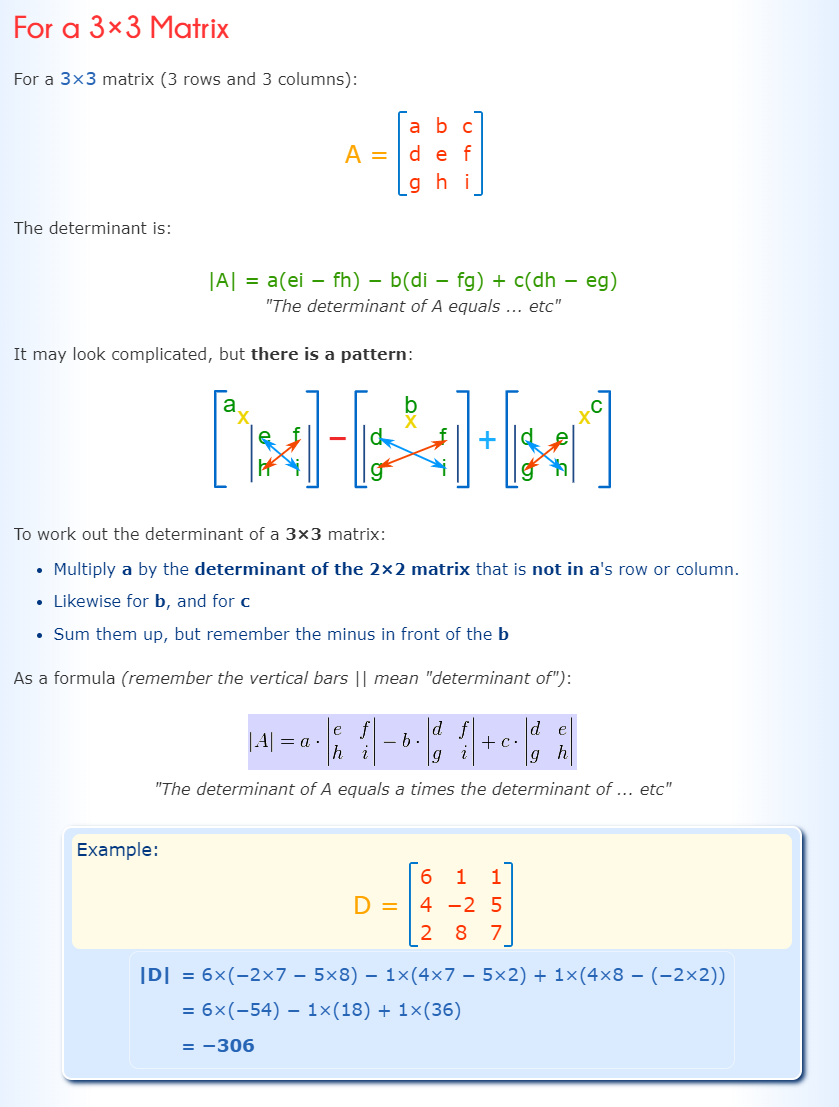 For a 3×3 Matrix
For a 3×3 matrix (3 rows and 3 columns):
A =
a b c
d e f
g h i
The determinant is:
|A| = a(ei − fh) − b(di − fg) + c(dh − eg)
"The determinant of A equals ... etc"
It may look complicated, but there is a pattern:
a x e f h i − b x d f g i + c x d e g h
To work out the determinant of a 3×3 matrix:
• Multiply a by the determinant of the 2×2 matrix that is not in a's row or column.
• Likewise for b, and for c
• Sum them up, but remember the minus in front of the b
As a formula (remember the vertical bars || mean "determinant of"):
|A| = a · |e f h i| − b · |d f g i| + c · |d e g h|
"The determinant of A equals a times the determinant of ... etc"
Example:
D =
6 1 1
4 −2 5
2 8 7
|D| = 6×(−2×7 − 5×8) − 1×(4×7 − 5×2) + 1×(4×8 − (−2×2))
= 6×(−54) − 1×(18) + 1×(36)
= −306